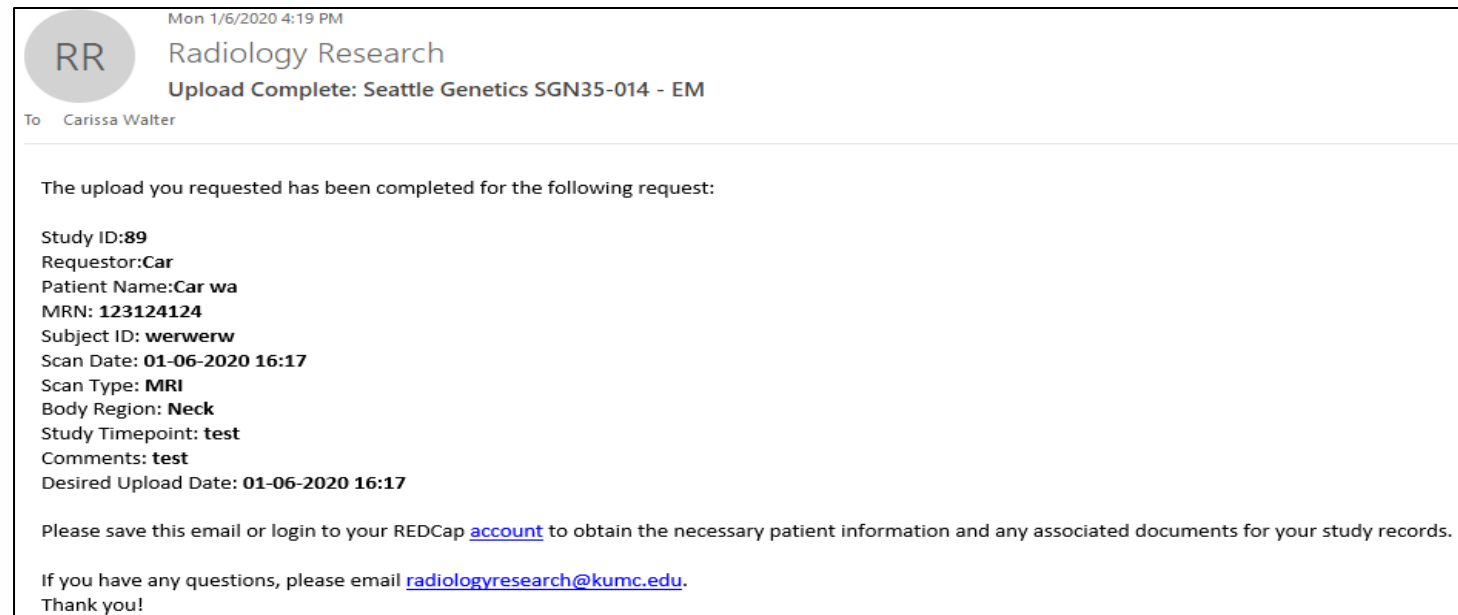 Mon 1/6/2020 4:19 PM
RR
Radiology Research
Upload Complete: Seattle Genetics SGN35-014 - EM
To Carissa Walter
The upload you requested has been completed for the following request:
Study ID:89
Requestor:Car
Patient Name:Car wa
MRN: 123124124
Subject ID: werwerw
Scan Date: 01-06-2020 16:17
Scan Type: MRI
Body Region: Neck
Study Timepoint: test
Comments: test
Desired Upload Date: 01-06-2020 16:17
Please save this email or login to your REDCap account to obtain the necessary patient information and any associated documents for your study records.
If you have any questions, please email radiologyresearch@kumc.edu.
Thank you!